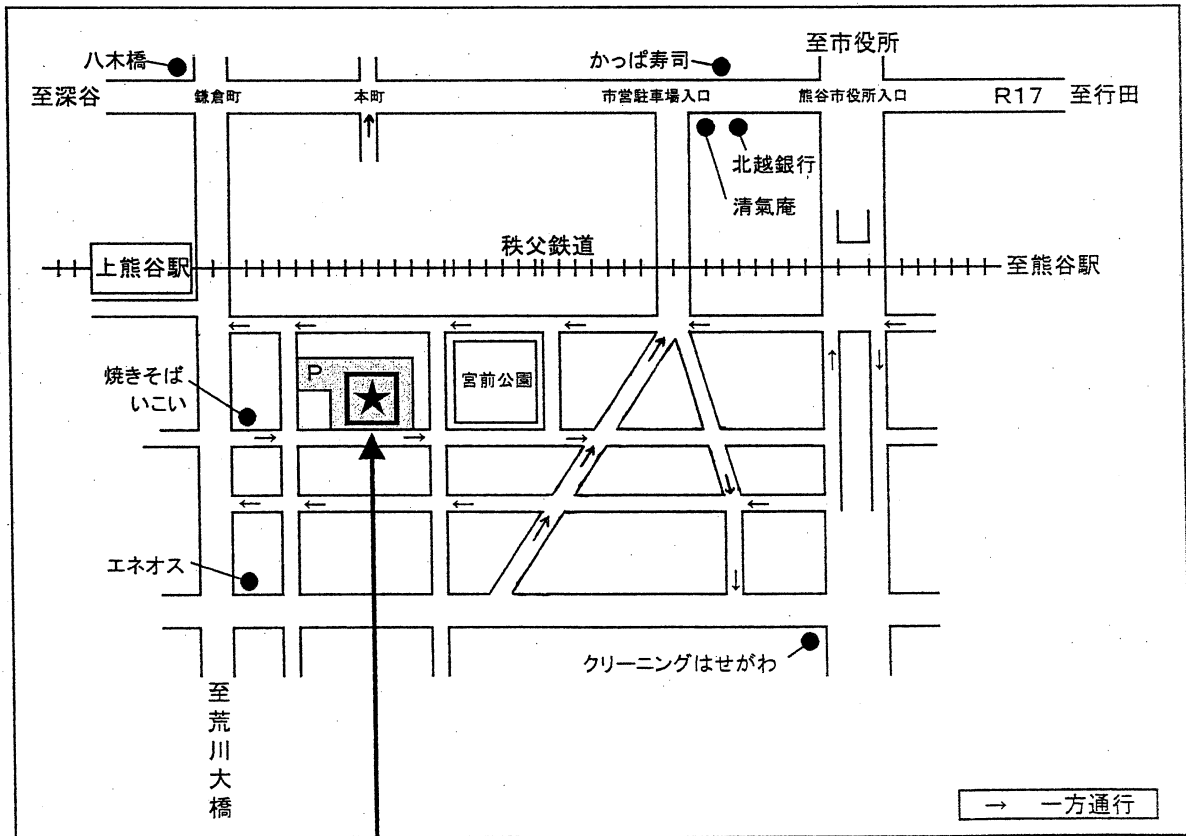 至市役所
八木橋
かっぱ寿司
至深谷
鎌倉町
本町
市営駐車場入口
熊谷市役所入口
R17
至行田
北越銀行
清氣庵
秩父鉄道
上熊谷駅
至熊谷駅
焼きそば
いこい
P
宮前公園
エネオス
クリーニングはせがわ
至荒川大橋
→ 一方通行